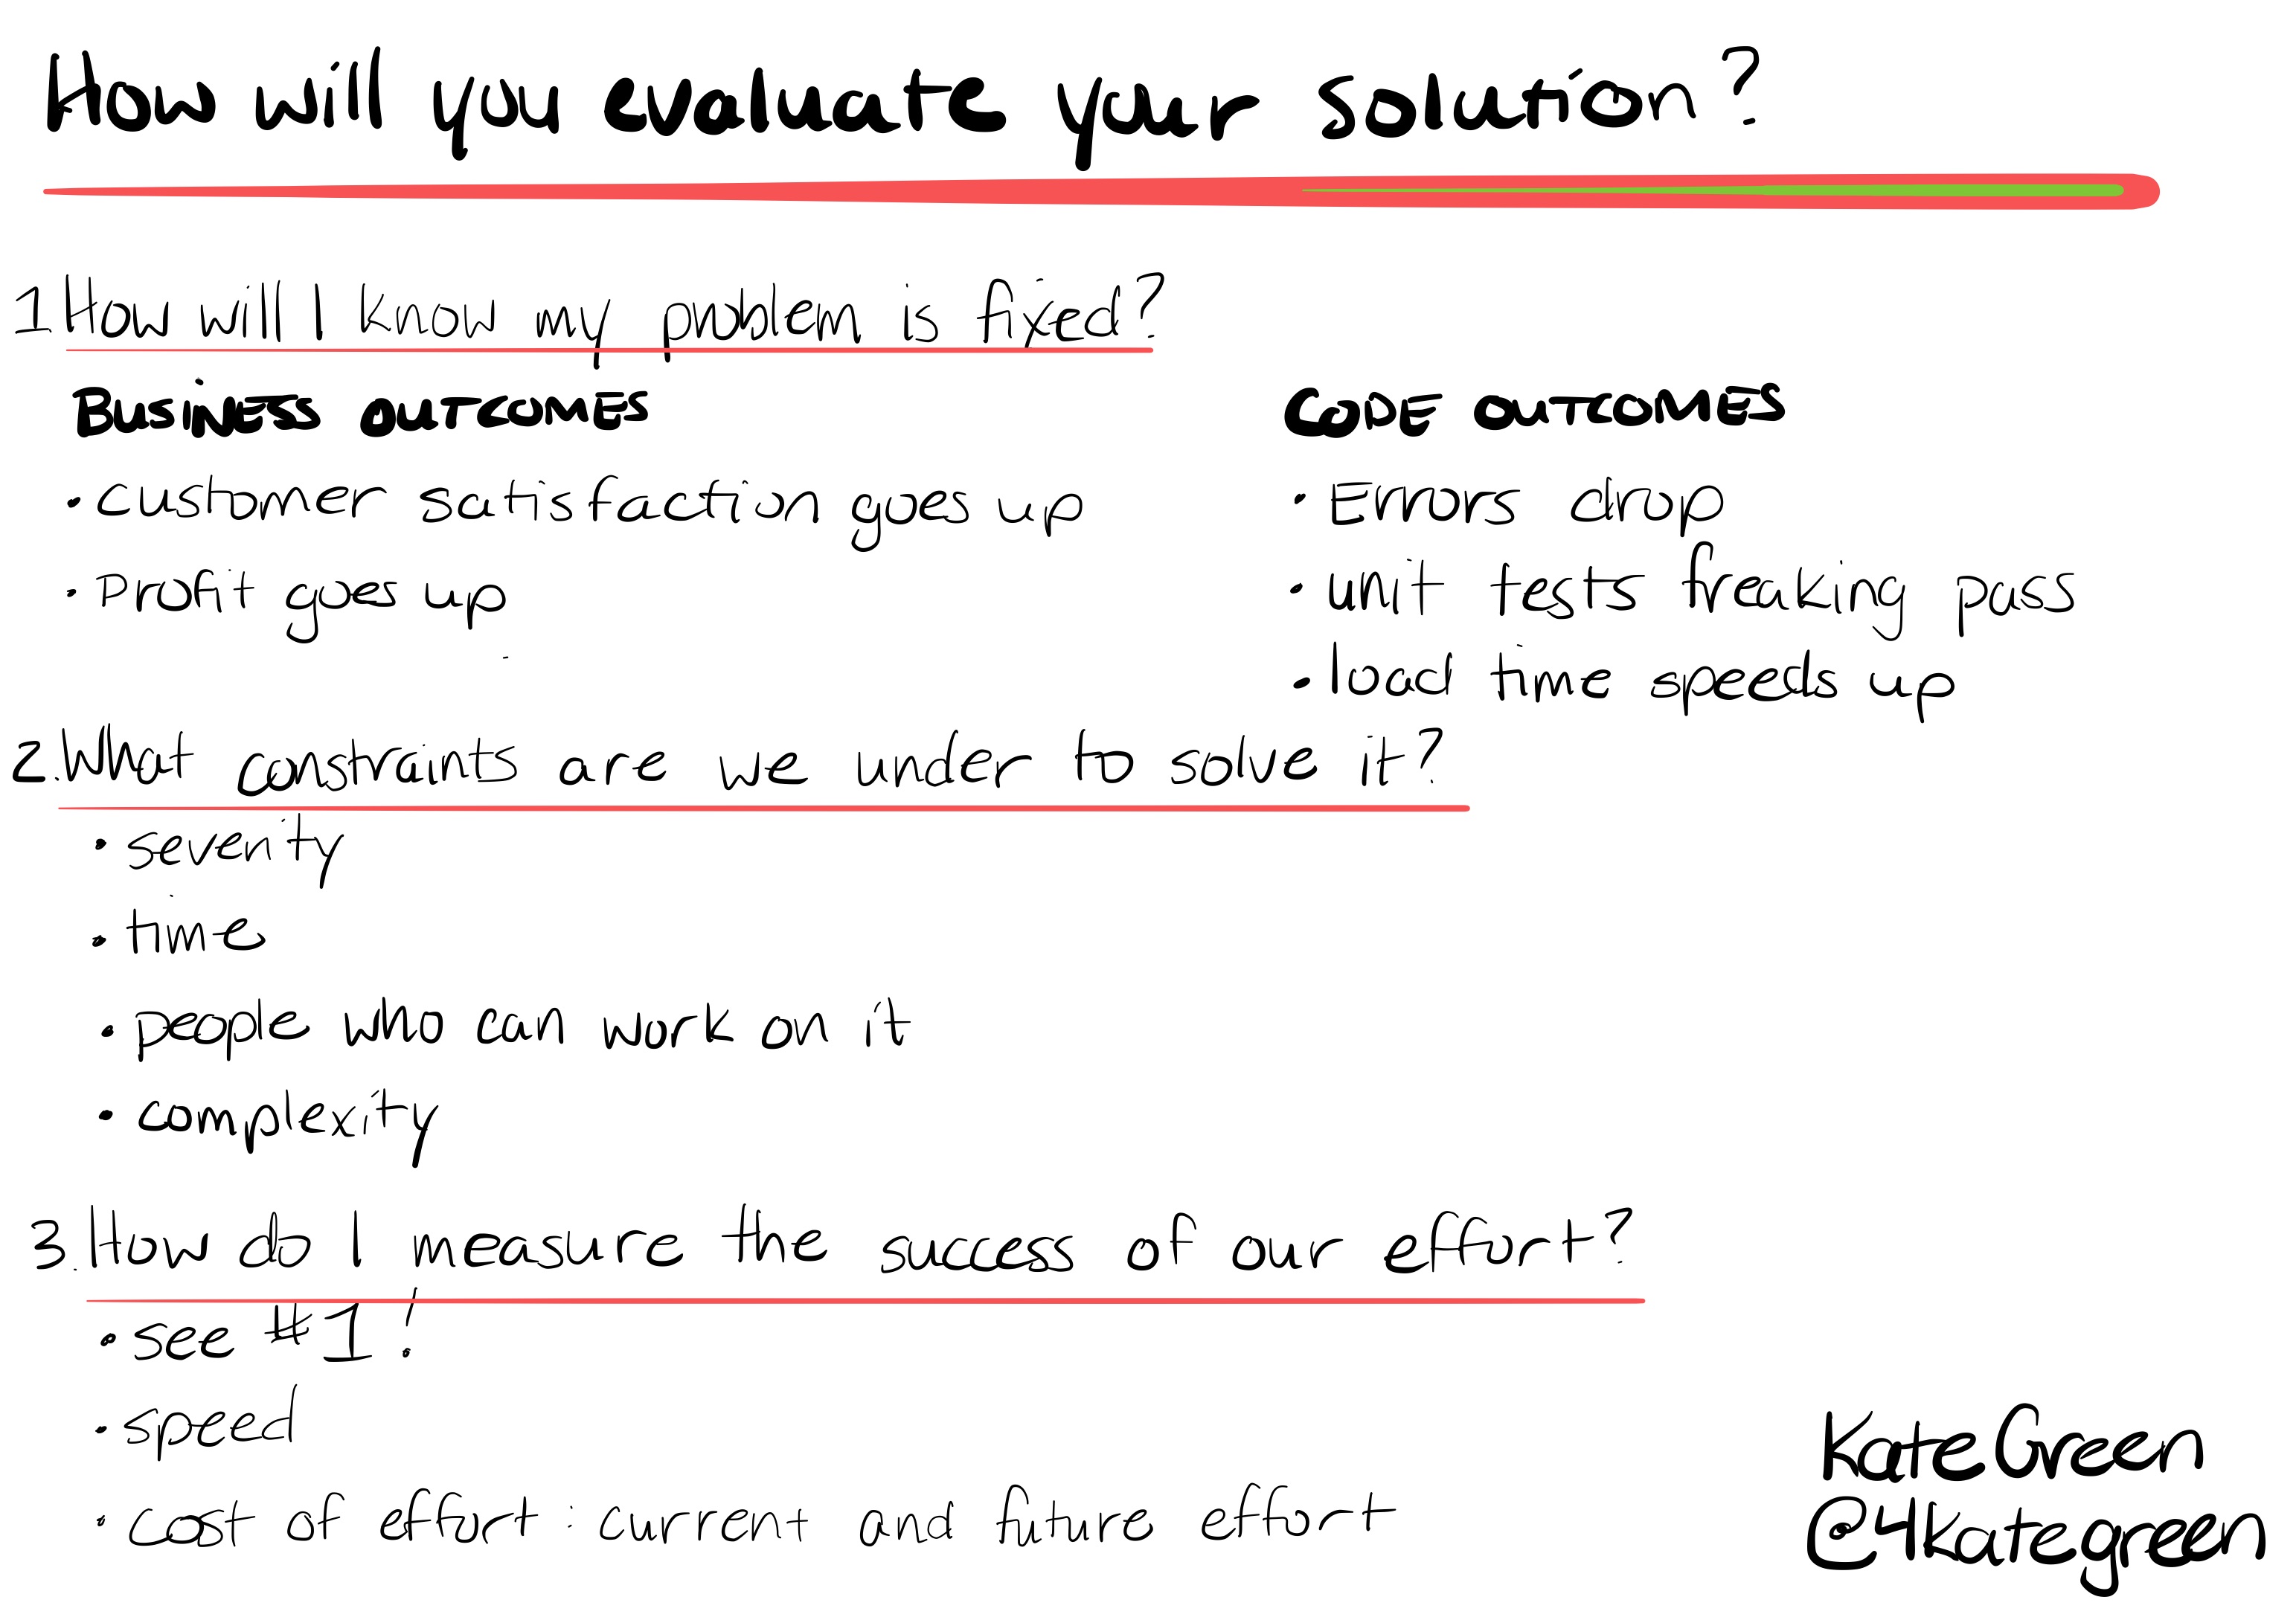 How will you evaluate your solution?
1 How will I know my problem is fixed?
BUSINESS OUTCOMES
• customer satisfaction goes up
• Profit goes up
CODE OUTCOMES
• Errors drop
• unit tests freaking pass
• load time speeds up
2. What constraints are we under to solve it?
• severity
• time
• people who can work on it
• complexity
3. How do I measure the success of our effort?
• see #1!
• speed
• cost of effort: current and future effort
Kate Green
@4kategreen